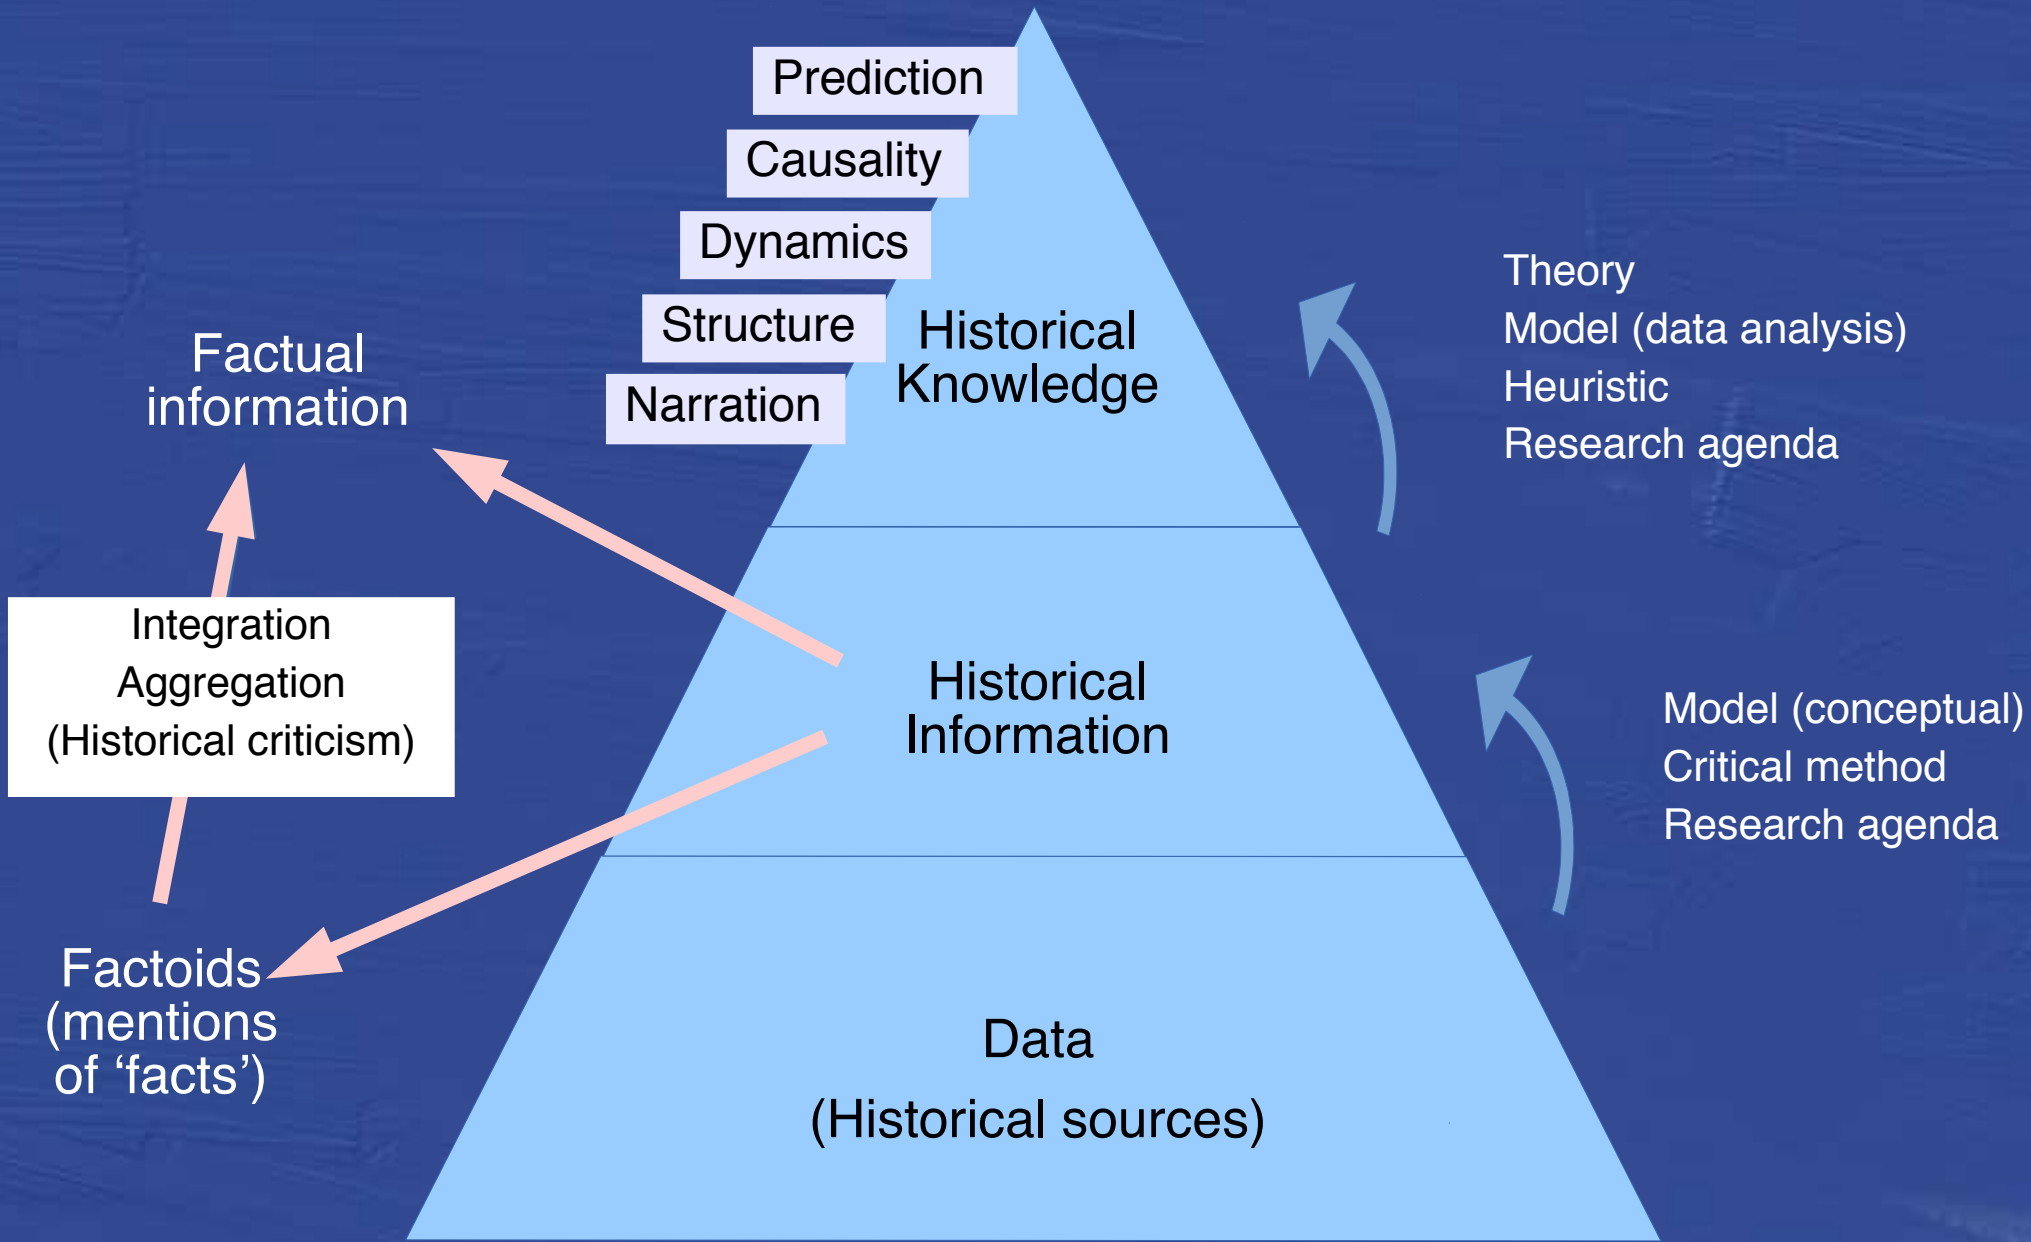 Prediction
Causality
Dynamics
Structure
Narration
Historical
Knowledge
Theory
Model (data analysis)
Heuristic
Research agenda
Factual
information
Integration
Aggregation
(Historical criticism)
Historical
Information
Model (conceptual)
Critical method
Research agenda
Factoids
(mentions
of ‘facts’)
Data
(Historical sources)